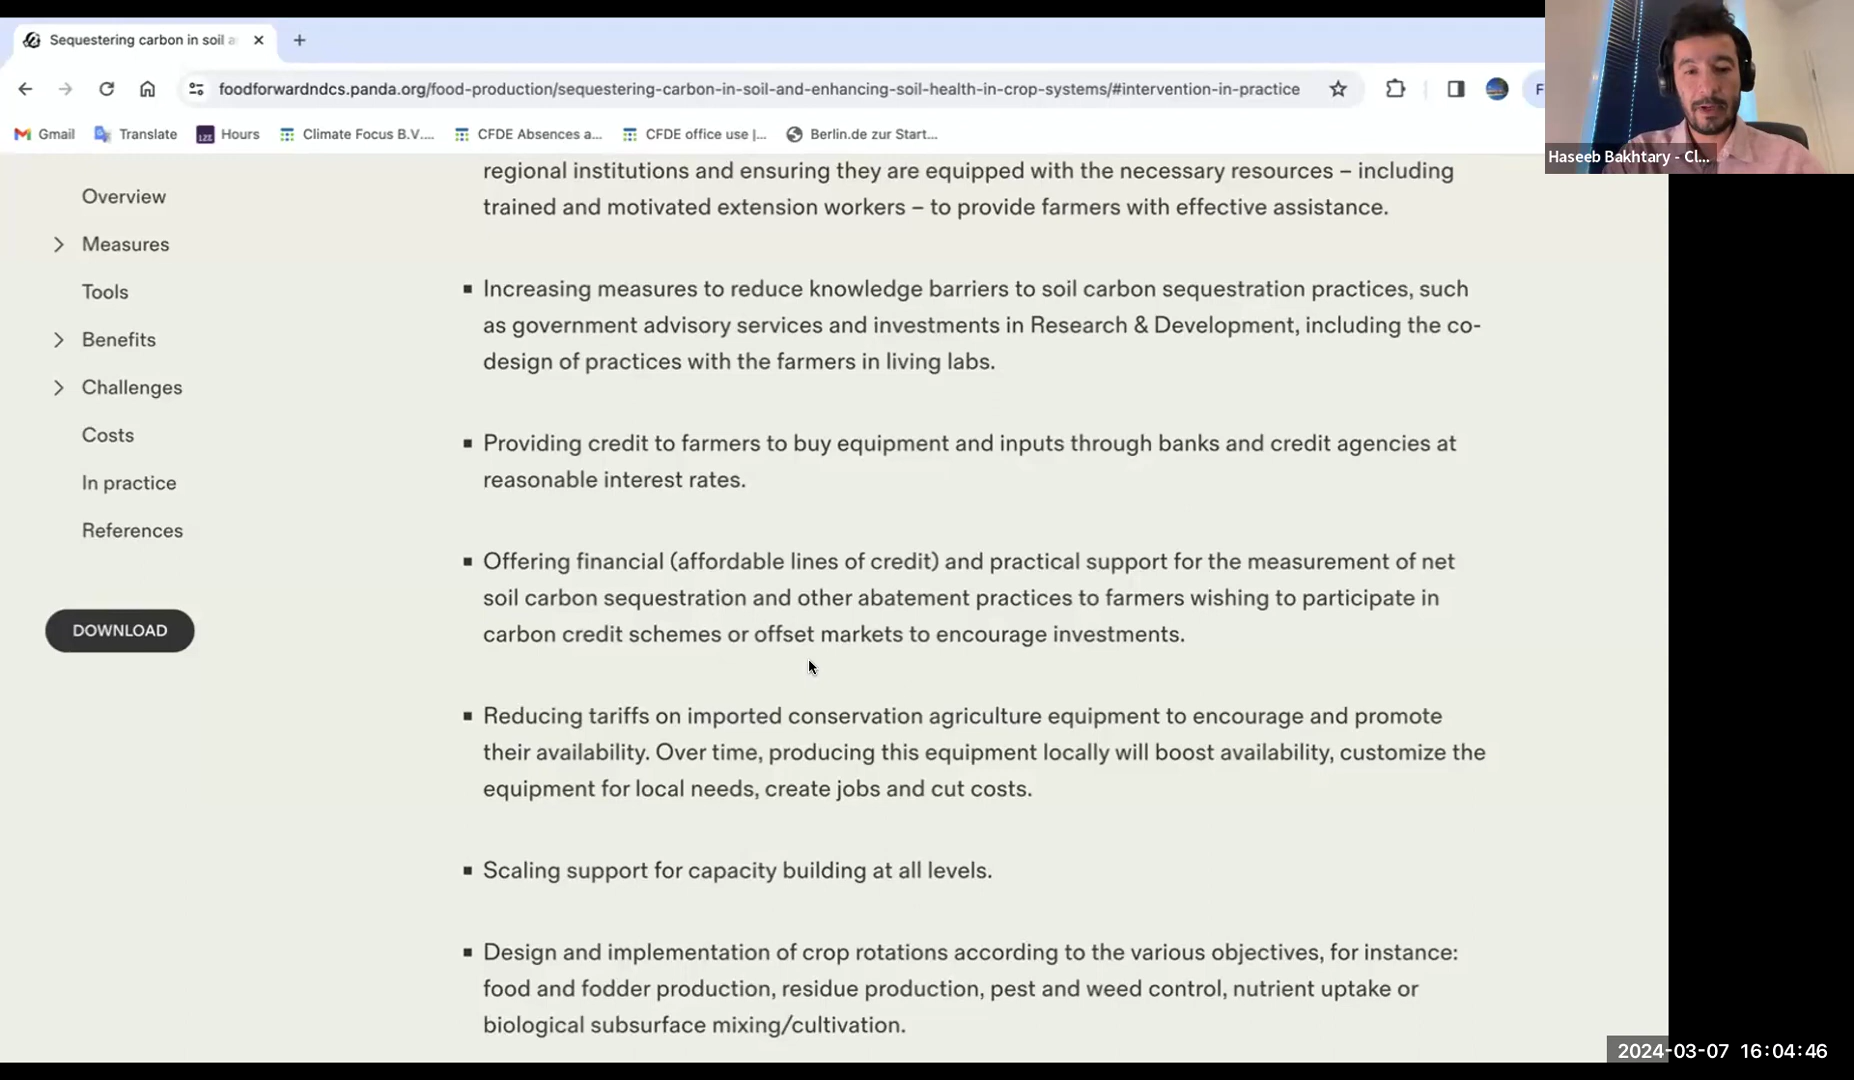 Sequestering carbon in soil a
foodforwardndcs.panda.org/food-production/sequestering-carbon-in-soil-and-enhancing-soil-health-in-crop-systems/#intervention-in-practice
F
Gmail
Translate
Hours
Climate Focus B.V....
CFDE Absences a...
CFDE office use |...
Berlin.de zur Start...
Haseeb Bakhtary - Cl...
Overview
Measures
Tools
Benefits
Challenges
Costs
In practice
References
DOWNLOAD
regional institutions and ensuring they are equipped with the necessary resources – including
trained and motivated extension workers – to provide farmers with effective assistance.
▪ Increasing measures to reduce knowledge barriers to soil carbon sequestration practices, such
as government advisory services and investments in Research & Development, including the co-
design of practices with the farmers in living labs.
▪ Providing credit to farmers to buy equipment and inputs through banks and credit agencies at
reasonable interest rates.
▪ Offering financial (affordable lines of credit) and practical support for the measurement of net
soil carbon sequestration and other abatement practices to farmers wishing to participate in
carbon credit schemes or offset markets to encourage investments.
▪ Reducing tariffs on imported conservation agriculture equipment to encourage and promote
their availability. Over time, producing this equipment locally will boost availability, customize the
equipment for local needs, create jobs and cut costs.
▪ Scaling support for capacity building at all levels.
▪ Design and implementation of crop rotations according to the various objectives, for instance:
food and fodder production, residue production, pest and weed control, nutrient uptake or
biological subsurface mixing/cultivation.
2024-03-07 16:04:46